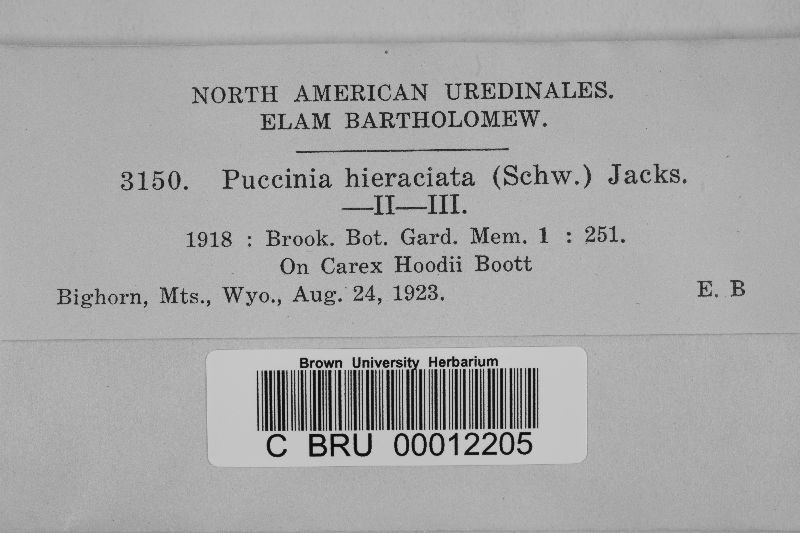 NORTH AMERICAN UREDINALES.
ELAM BARTHOLOMEW.
3150. Puccinia hieraciata (Schw.) Jacks.
—II—III.
1918 : Brook. Bot. Gard. Mem. 1 : 251.
On Carex Hoodii Boott
Bighorn, Mts., Wyo., Aug. 24, 1923. E. B
Brown University Herbarium
C BRU 00012205